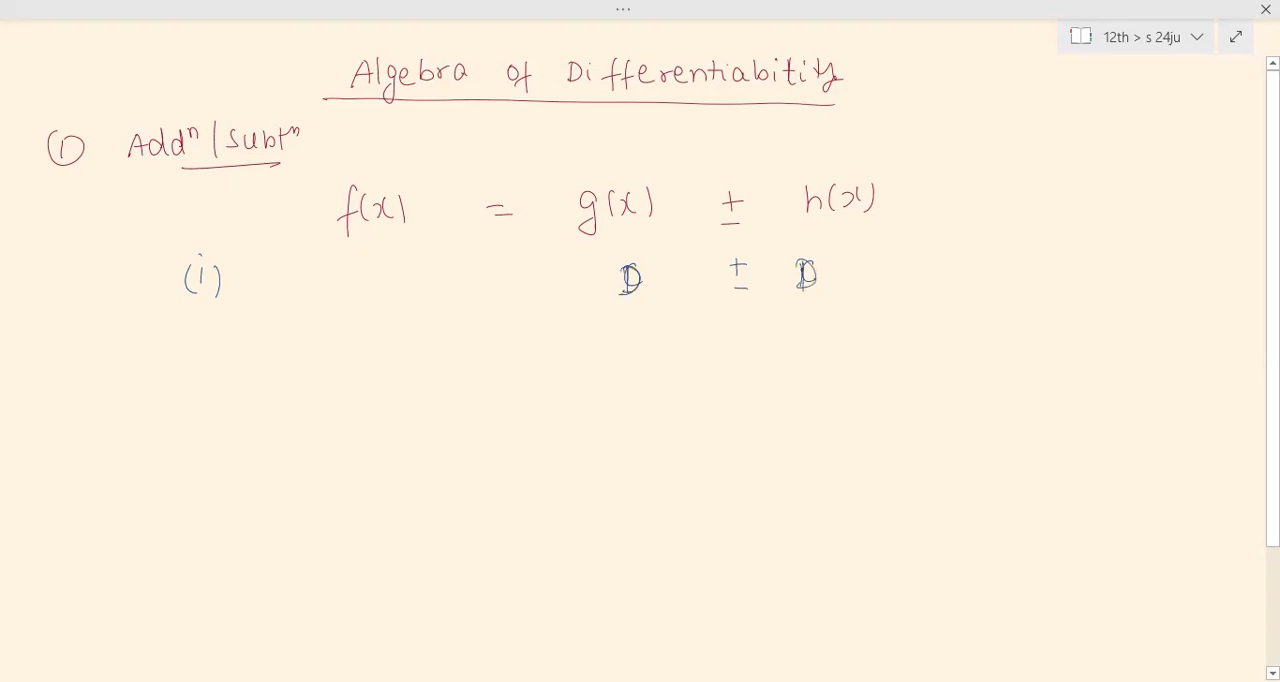 ...
12th > s 24ju
Algebra of Differentiability
① Addⁿ | Subtⁿ
f(x) = g(x) ± h(x)
(i) D ± D